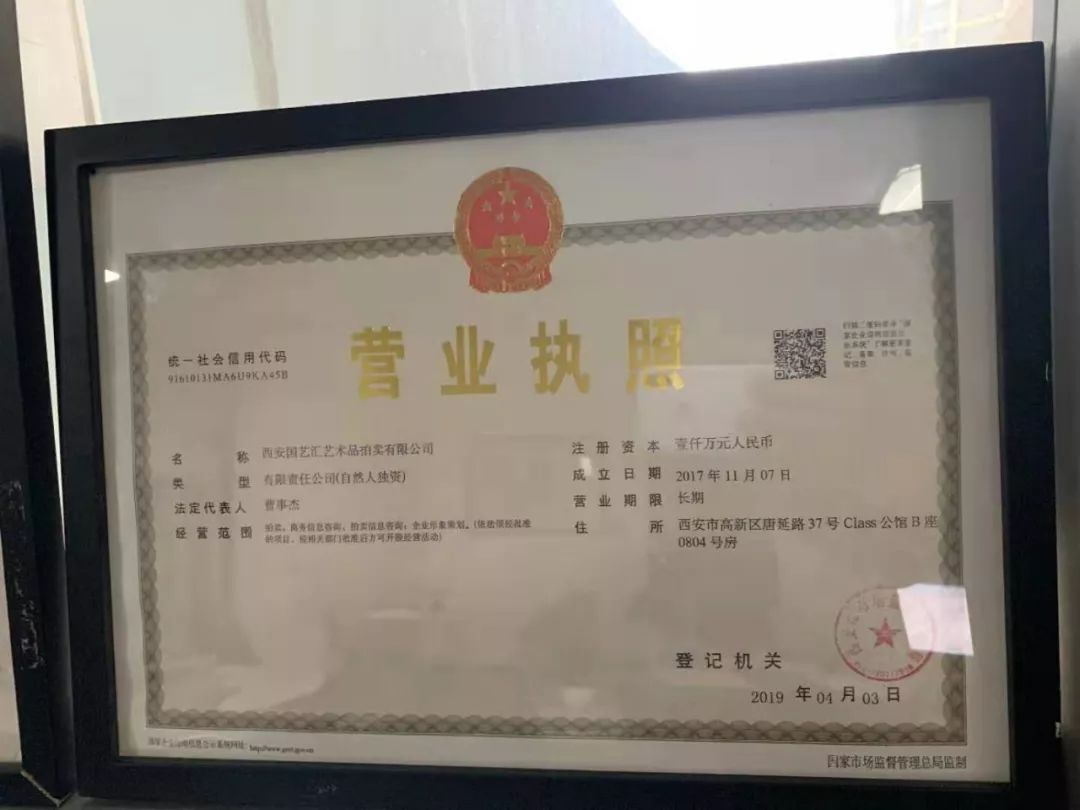 营业执照
统一社会信用代码
91610131MA6U9KA45B
名 称 西安国艺汇艺术品拍卖有限公司
类 型 有限责任公司(自然人独资)
法定代表人 曹事杰
经营范围 拍卖、商务信息咨询、拍卖信息咨询；企业形象策划。(依法须经批准
的项目，经相关部门批准后方可开展经营活动)
注册资本 壹仟万元人民币
成立日期 2017年11月07日
营业期限 长期
住 所 西安市高新区唐延路37号Class公馆B座
0804号房
登记机关
2019 年 04 月 03 日
国家市场监督管理总局监制